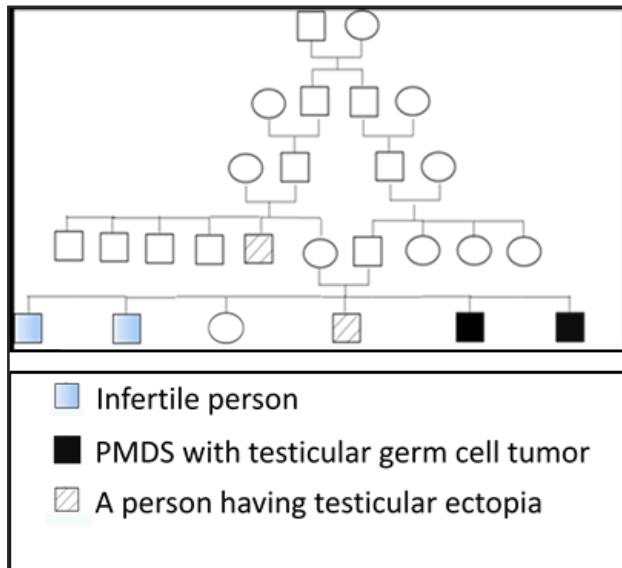 Infertile person
PMDS with testicular germ cell tumor
A person having testicular ectopia